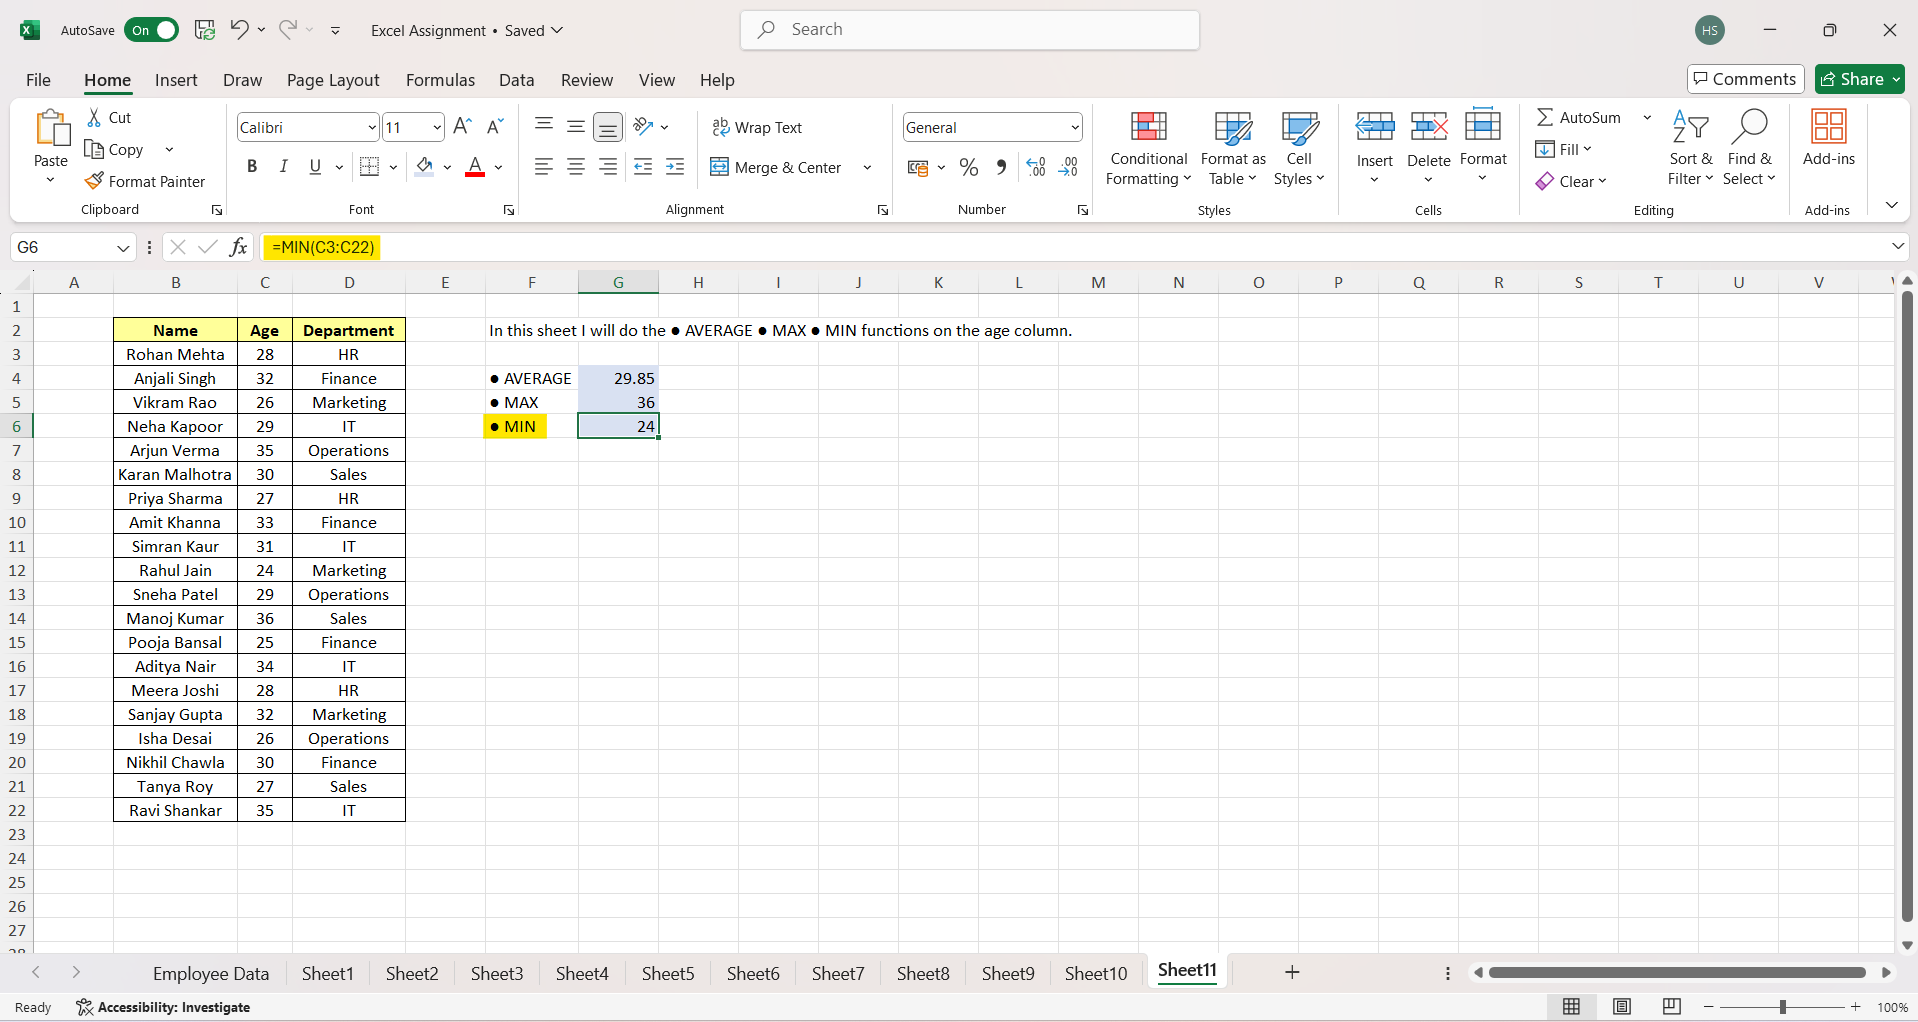 AutoSave On Excel Assignment • Saved Search HS
File Home Insert Draw Page Layout Formulas Data Review View Help Comments Share
Paste Cut Copy Format Painter Clipboard
Calibri 11 A A B I U A Font
ab Wrap Text Merge & Center Alignment
General % Number
Conditional Formatting Format as Table Cell Styles Styles
Insert Delete Format Cells
AutoSum Fill Clear Sort & Filter Find & Select Editing
Add-ins Add-ins
G6 fx =MIN(C3:C22)
A B C D E F G H I J K L M N O P Q R S T U V
1
2 Name Age Department In this sheet I will do the ● AVERAGE ● MAX ● MIN functions on the age column.
3 Rohan Mehta 28 HR
4 Anjali Singh 32 Finance ● AVERAGE 29.85
5 Vikram Rao 26 Marketing ● MAX 36
6 Neha Kapoor 29 IT ● MIN 24
7 Arjun Verma 35 Operations
8 Karan Malhotra 30 Sales
9 Priya Sharma 27 HR
10 Amit Khanna 33 Finance
11 Simran Kaur 31 IT
12 Rahul Jain 24 Marketing
13 Sneha Patel 29 Operations
14 Manoj Kumar 36 Sales
15 Pooja Bansal 25 Finance
16 Aditya Nair 34 IT
17 Meera Joshi 28 HR
18 Sanjay Gupta 32 Marketing
19 Isha Desai 26 Operations
20 Nikhil Chawla 30 Finance
21 Tanya Roy 27 Sales
22 Ravi Shankar 35 IT
23
24
25
26
27
Employee Data Sheet1 Sheet2 Sheet3 Sheet4 Sheet5 Sheet6 Sheet7 Sheet8 Sheet9 Sheet10 Sheet11 +
Ready Accessibility: Investigate 100%